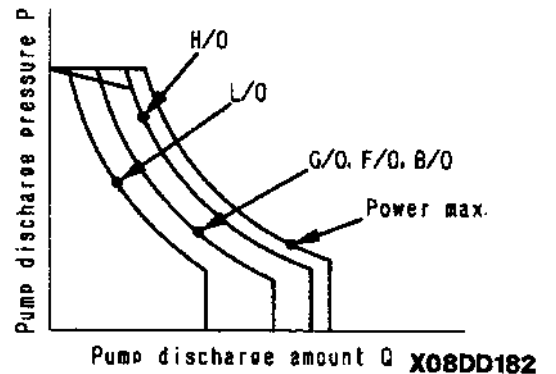 Pump discharge pressure P
H/O
L/O
G/O, F/O, B/O
Power max.
Pump discharge amount Q
X08DD182